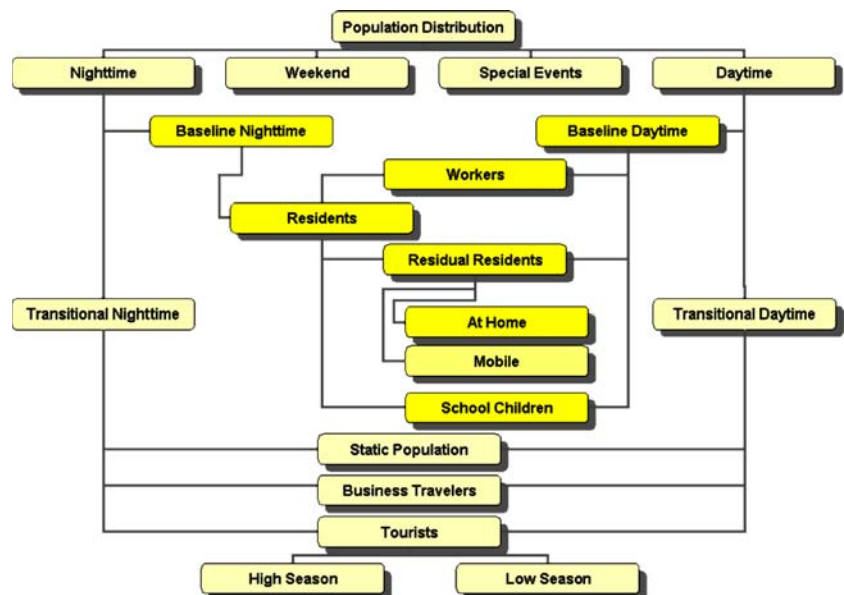 Population Distribution
Nighttime
Weekend
Special Events
Daytime
Baseline Nighttime
Baseline Daytime
Workers
Residents
Residual Residents
Transitional Nighttime
Transitional Daytime
At Home
Mobile
School Children
Static Population
Business Travelers
Tourists
High Season
Low Season